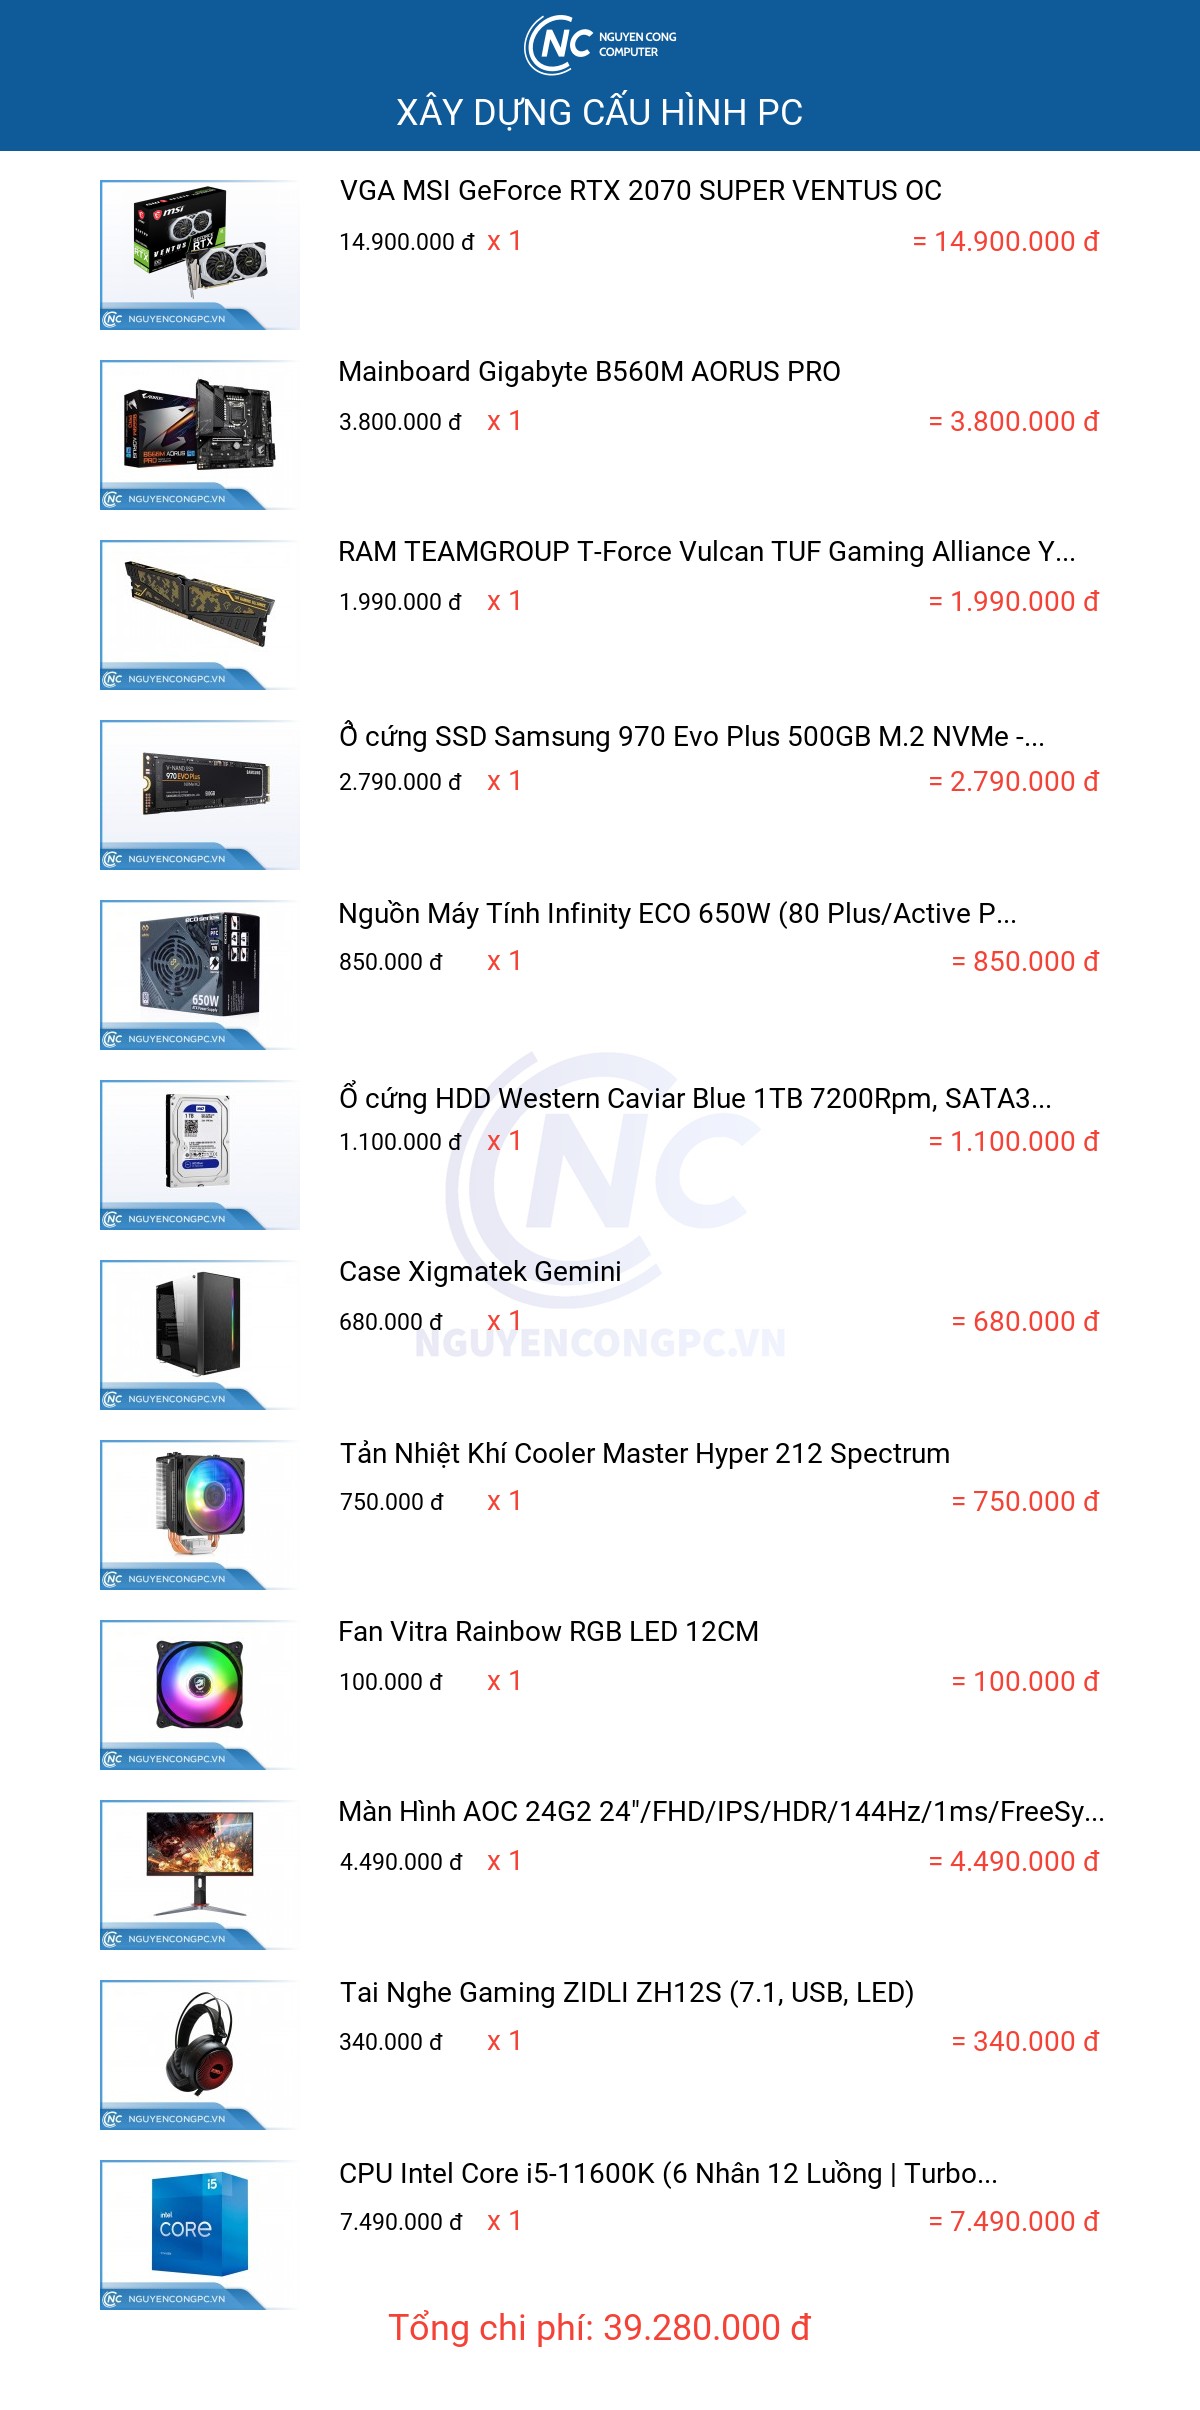 NC NGUYEN CONG
COMPUTER
XÂY DỰNG CẤU HÌNH PC
VGA MSI GeForce RTX 2070 SUPER VENTUS OC
14.900.000 đ x 1 = 14.900.000 đ
NC NGUYENCONGPC.VN
Mainboard Gigabyte B560M AORUS PRO
3.800.000 đ x 1 = 3.800.000 đ
NC NGUYENCONGPC.VN
RAM TEAMGROUP T-Force Vulcan TUF Gaming Alliance Y...
1.990.000 đ x 1 = 1.990.000 đ
NC NGUYENCONGPC.VN
Ổ cứng SSD Samsung 970 Evo Plus 500GB M.2 NVMe -...
2.790.000 đ x 1 = 2.790.000 đ
NC NGUYENCONGPC.VN
Nguồn Máy Tính Infinity ECO 650W (80 Plus/Active P...
850.000 đ x 1 = 850.000 đ
650W
NC NGUYENCONGPC.VN
Ổ cứng HDD Western Caviar Blue 1TB 7200Rpm, SATA3...
1.100.000 đ x 1 = 1.100.000 đ
NC NGUYENCONGPC.VN
NC
Case Xigmatek Gemini
680.000 đ x 1 = 680.000 đ
NGUYENCONGPC.VN
NC NGUYENCONGPC.VN
Tản Nhiệt Khí Cooler Master Hyper 212 Spectrum
750.000 đ x 1 = 750.000 đ
NC NGUYENCONGPC.VN
Fan Vitra Rainbow RGB LED 12CM
100.000 đ x 1 = 100.000 đ
NC NGUYENCONGPC.VN
Màn Hình AOC 24G2 24"/FHD/IPS/HDR/144Hz/1ms/FreeSy...
4.490.000 đ x 1 = 4.490.000 đ
NC NGUYENCONGPC.VN
Tai Nghe Gaming ZIDLI ZH12S (7.1, USB, LED)
340.000 đ x 1 = 340.000 đ
NC NGUYENCONGPC.VN
CPU Intel Core i5-11600K (6 Nhân 12 Luồng | Turbo...
7.490.000 đ x 1 = 7.490.000 đ
i5
intel
CORE
NC NGUYENCONGPC.VN
Tổng chi phí: 39.280.000 đ